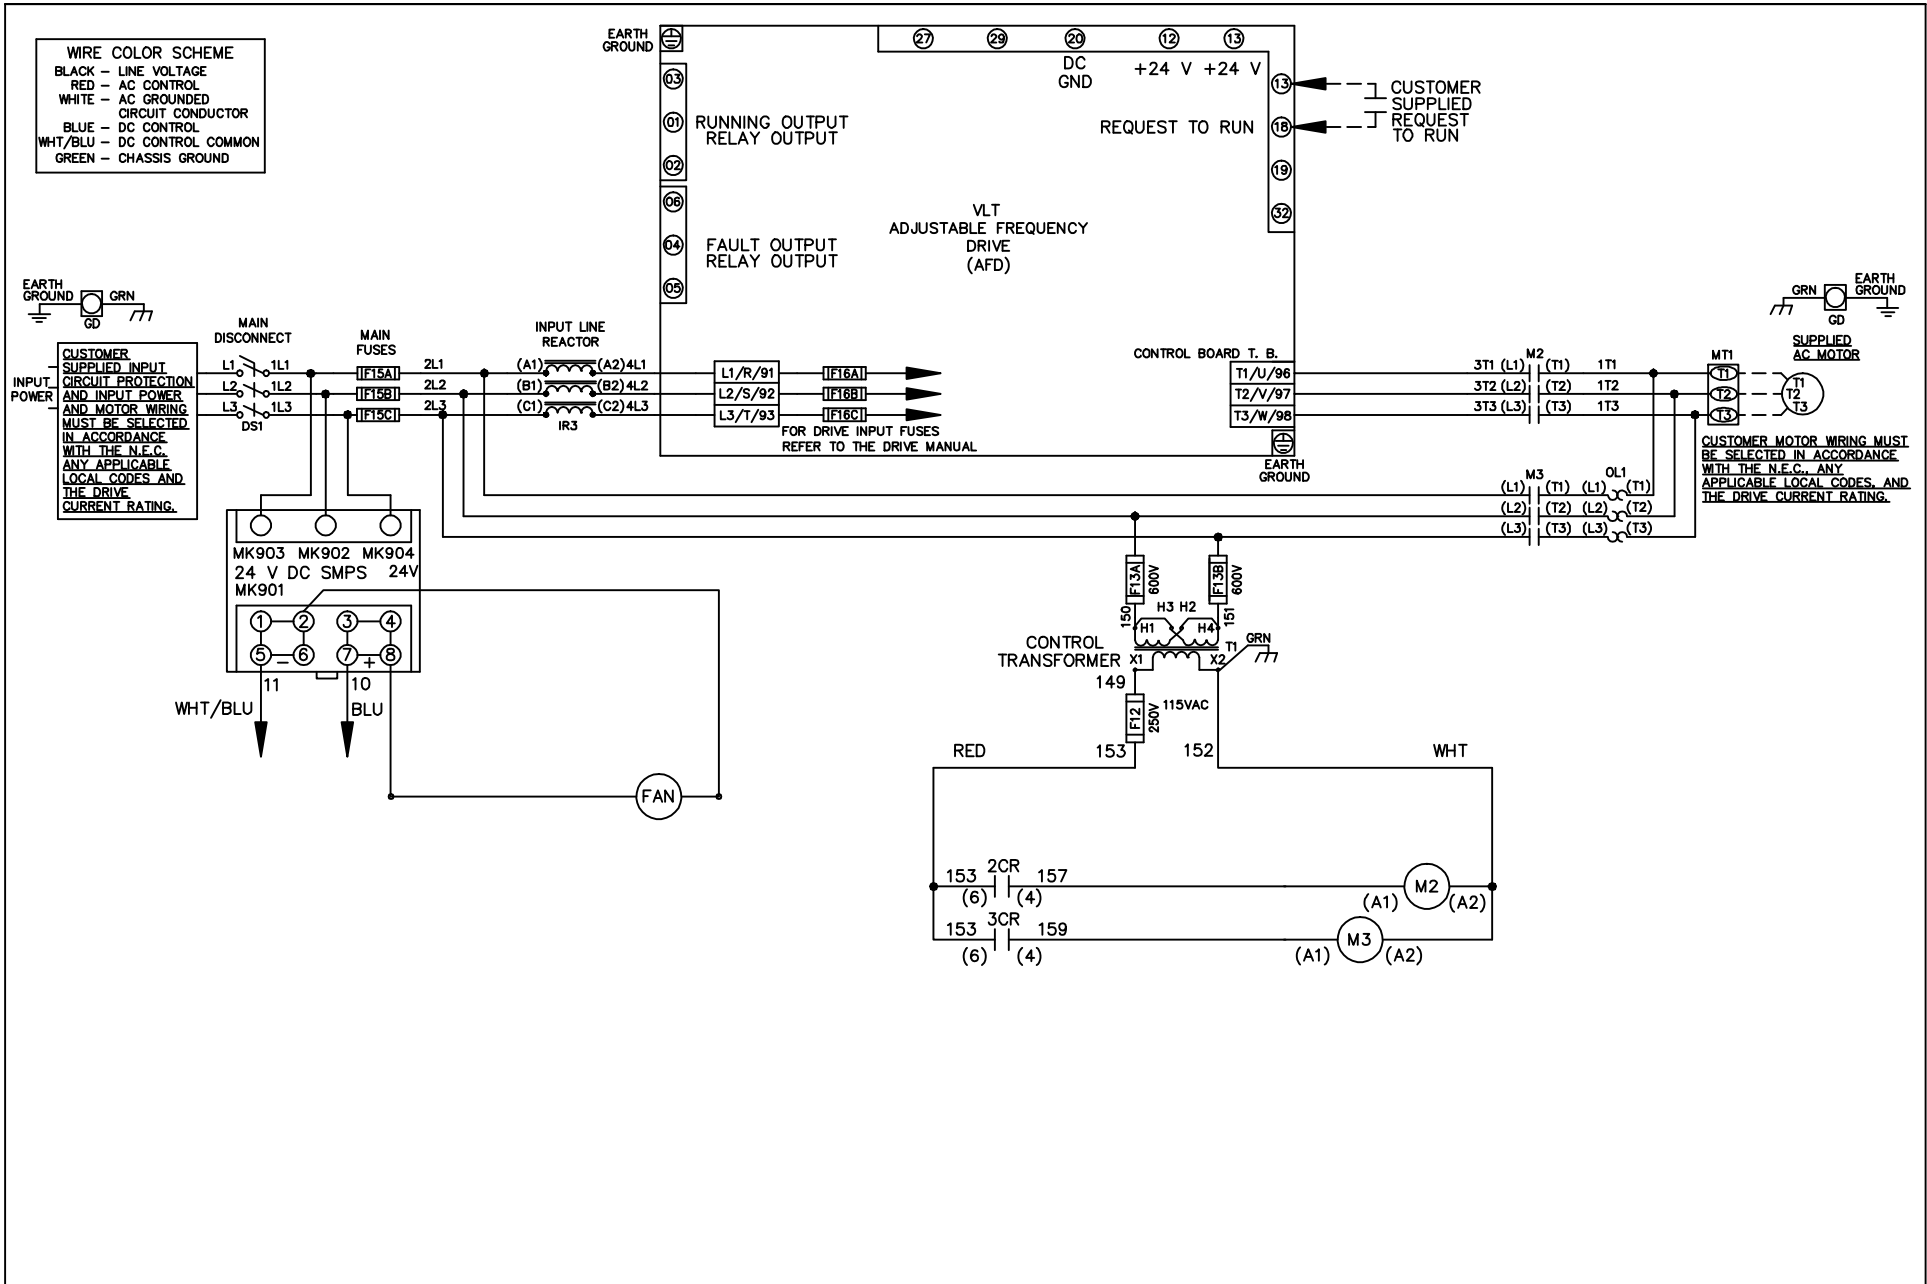 WIRE COLOR SCHEME
BLACK – LINE VOLTAGE
RED – AC CONTROL
WHITE – AC GROUNDED
CIRCUIT CONDUCTOR
BLUE – DC CONTROL
WHT/BLU – DC CONTROL COMMON
GREEN – CHASSIS GROUND
EARTH
GROUND
03
01
02
RUNNING OUTPUT
RELAY OUTPUT
06
04
05
FAULT OUTPUT
RELAY OUTPUT
27
29
20
12
13
DC
GND
+24 V
+24 V
13
18
19
32
REQUEST TO RUN
CUSTOMER
SUPPLIED
REQUEST
TO RUN
VLT
ADJUSTABLE FREQUENCY
DRIVE
(AFD)
EARTH
GROUND
GRN
GD
INPUT
POWER
CUSTOMER
SUPPLIED INPUT
CIRCUIT PROTECTION
AND INPUT POWER
AND MOTOR WIRING
MUST BE SELECTED
IN ACCORDANCE
WITH THE N.E.C.
ANY APPLICABLE
LOCAL CODES AND
THE DRIVE
CURRENT RATING.
MAIN
DISCONNECT
L1 1L1
L2 1L2
L3 1L3
DS1
MAIN
FUSES
F15A 2L1
F15B 2L2
F15C 2L3
INPUT LINE
REACTOR
(A1) (A2) 4L1
(B1) (B2) 4L2
(C1) (C2) 4L3
IR3
L1/R/91
L2/S/92
L3/T/93
F16A
F16B
F16C
FOR DRIVE INPUT FUSES
REFER TO THE DRIVE MANUAL
CONTROL BOARD T. B.
T1/U/96
T2/V/97
T3/W/98
EARTH
GROUND
M2
3T1 (L1) (T1) 1T1
3T2 (L2) (T2) 1T2
3T3 (L3) (T3) 1T3
MT1
T1
T2
T3
GRN
EARTH
GROUND
GD
SUPPLIED
AC MOTOR
T1
T2
T3
CUSTOMER MOTOR WIRING MUST
BE SELECTED IN ACCORDANCE
WITH THE N.E.C., ANY
APPLICABLE LOCAL CODES, AND
THE DRIVE CURRENT RATING.
M3 OL1
(L1) (T1) (L1) (T1)
(L2) (T2) (L2) (T2)
(L3) (T3) (L3) (T3)
MK903 MK902 MK904
24 V DC SMPS 24V
MK901
1 2 3 4
5 – 6 7 + 8
11
10
WHT/BLU
BLU
FAN
F13A
600V
F13B
600V
150
151
H3 H2
H1
H4
CONTROL
TRANSFORMER
X1
X2
T1
GRN
149
F12
250V
115VAC
RED
153
152
WHT
153 2CR 157
(6) (4)
M2
(A1) (A2)
153 3CR 159
(6) (4)
M3
(A1) (A2)